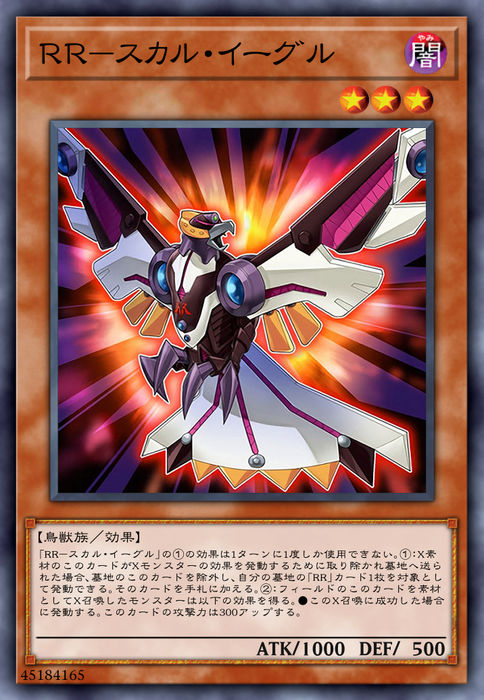 RR－スカル・イーグル
やみ
闇
【鳥獣族／効果】
「RR－スカル・イーグル」の①の効果は1ターンに1度しか使用できない。①：X素
材のこのカードがXモンスターの効果を発動するために取り除かれ墓地へ送ら
れた場合、墓地のこのカードを除外し、自分の墓地の「RR」カード1枚を対象とし
て発動できる。そのカードを手札に加える。②：フィールドのこのカードを素材
としてX召喚したモンスターは以下の効果を得る。●このX召喚に成功した場合
に発動する。このカードの攻撃力は300アップする。
ATK/1000 DEF/ 500
45184165